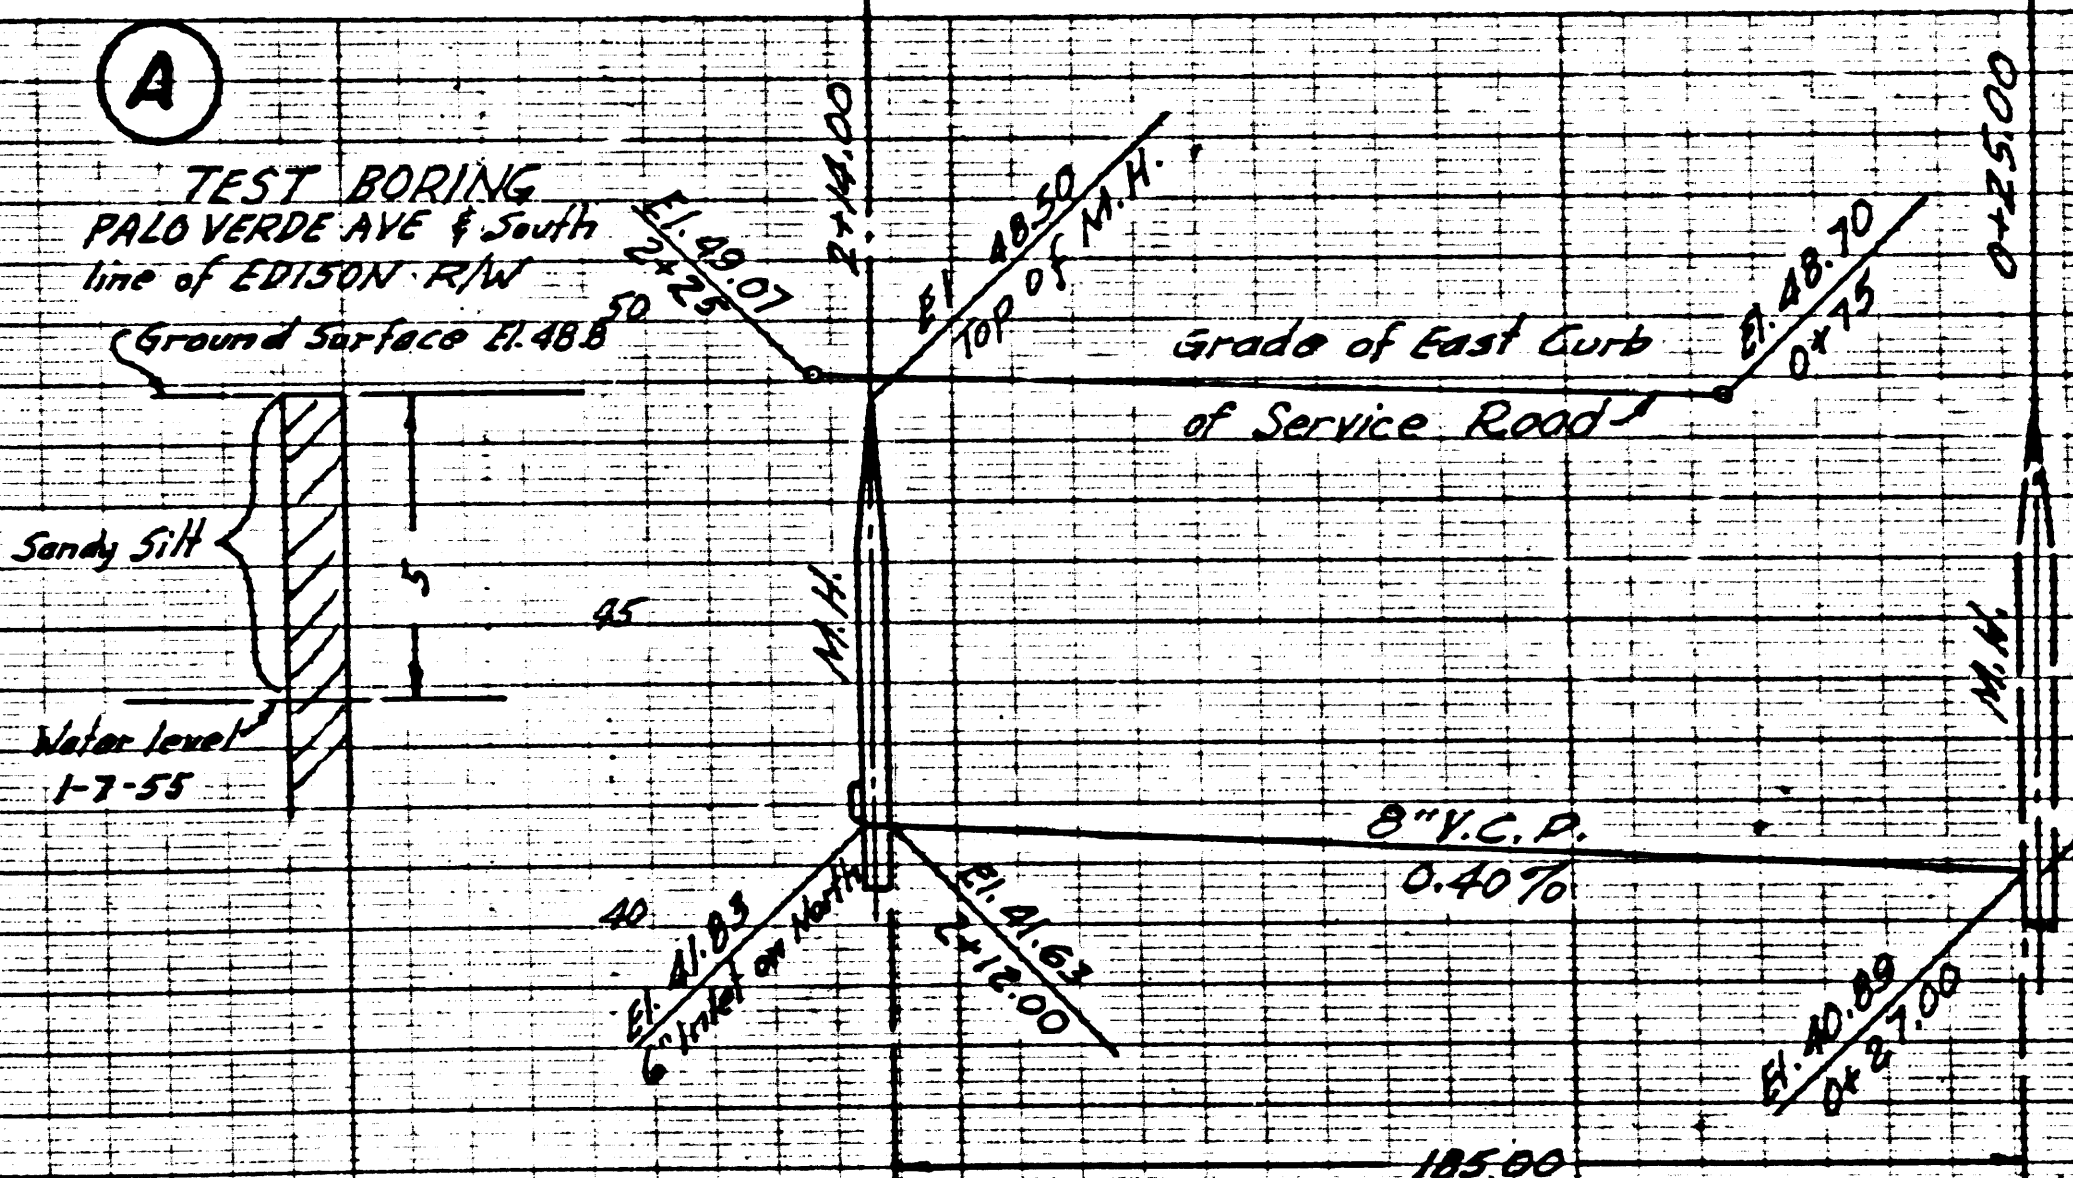 A
TEST BORING
PALO VERDE AVE & South
line of EDISON R/W
Ground Surface El. 48.8
50
Sandy Silt
5
45
Water level
1-7-55
40
El. 49.07
2+25
2+14.00
El 48.50
Top of M.H.
Grade of East Curb
of Service Road
El. 48.70
0+75
0+25.00
M.H.
M.H.
8" V.C.P.
0.40%
El. 41.83
6" Inlet on North
El. 41.63
2+12.00
El. 40.89
0+27.00
185.00